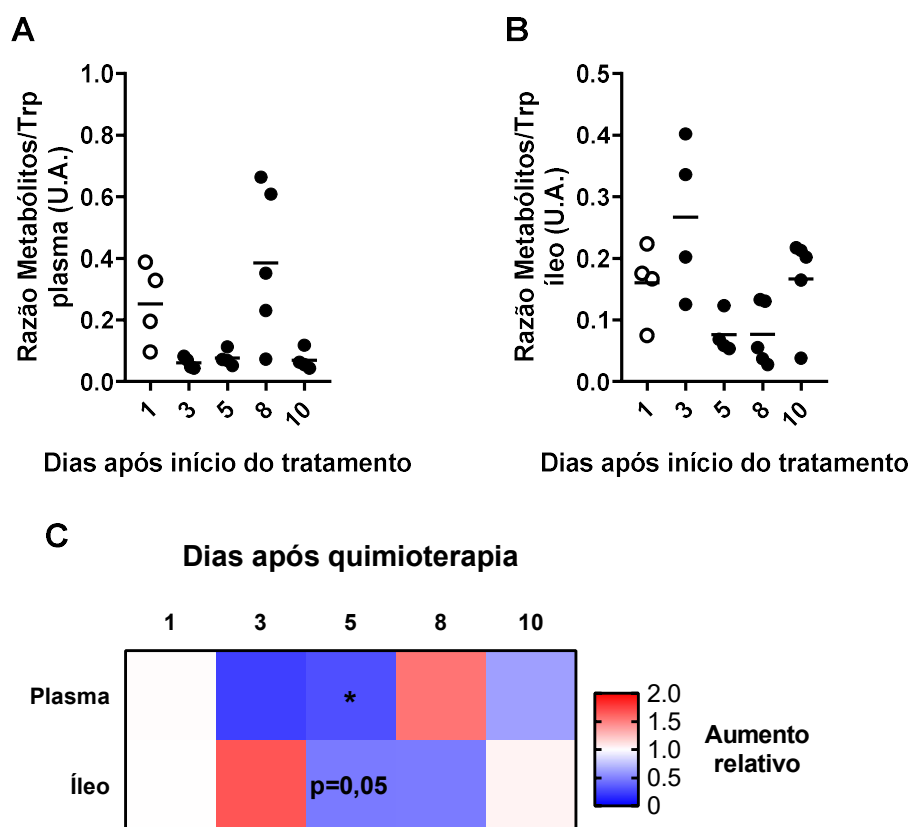 A
Razão Metabólitos/Trp
plasma (U.A.)
1.0
0.8
0.6
0.4
0.2
0.0
1
3
5
8
10
Dias após início do tratamento
B
Razão Metabólitos/Trp
íleo (U.A.)
0.5
0.4
0.3
0.2
0.1
0.0
1
3
5
8
10
Dias após início do tratamento
C
Dias após quimioterapia
1 3 5 8 10
Plasma *
Íleo p=0,05
2.0
1.5
1.0
0.5
0
Aumento
relativo